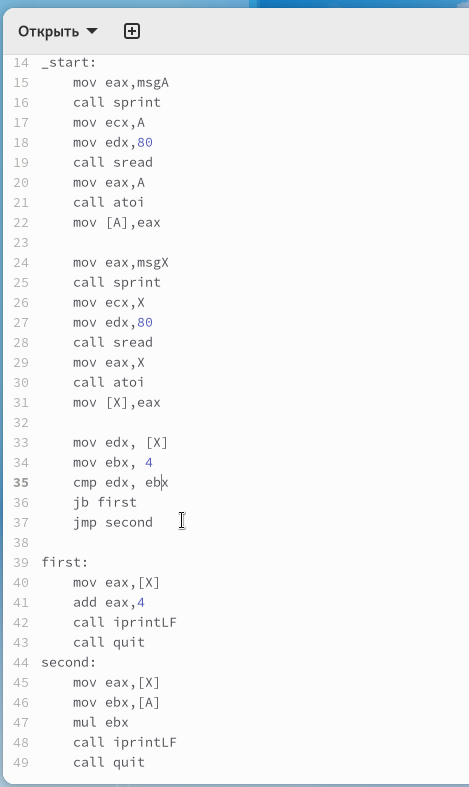 Открыть
14 _start:
15 mov eax,msgA
16 call sprint
17 mov ecx,A
18 mov edx,80
19 call sread
20 mov eax,A
21 call atoi
22 mov [A],eax
23
24 mov eax,msgX
25 call sprint
26 mov ecx,X
27 mov edx,80
28 call sread
29 mov eax,X
30 call atoi
31 mov [X],eax
32
33 mov edx, [X]
34 mov ebx, 4
35 cmp edx, ebx
36 jb first
37 jmp second
38
39 first:
40 mov eax,[X]
41 add eax,4
42 call iprintLF
43 call quit
44 second:
45 mov eax,[X]
46 mov ebx,[A]
47 mul ebx
48 call iprintLF
49 call quit